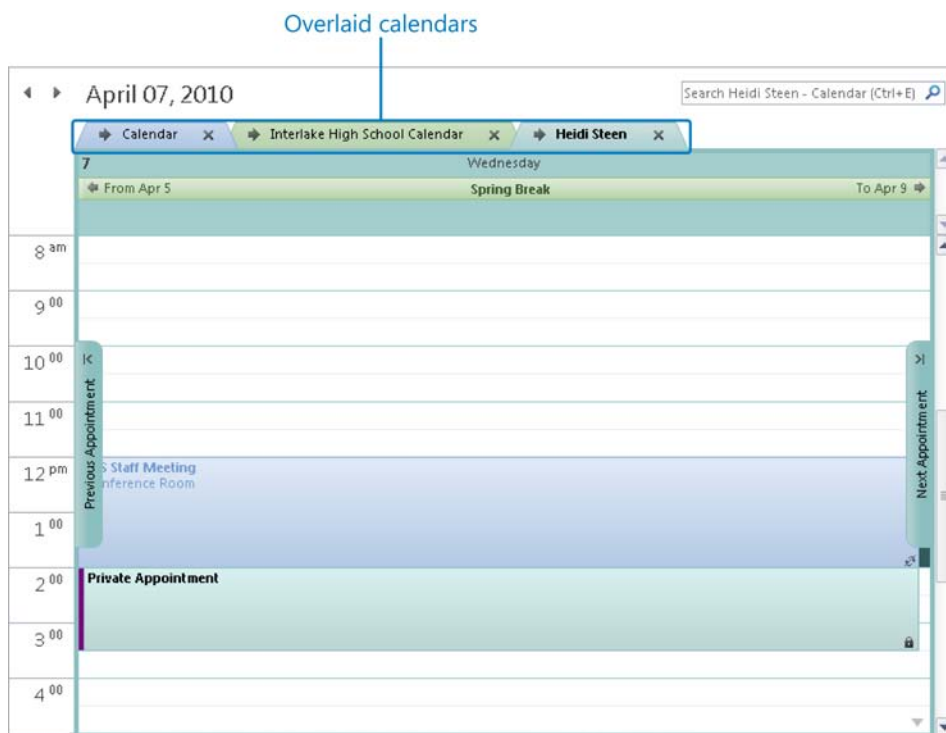 Overlaid calendars
April 07, 2010
Search Heidi Steen - Calendar (Ctrl+E)
Calendar
Interlake High School Calendar
Heidi Steen
7 Wednesday
From Apr 5 Spring Break To Apr 9
8 am
9 00
10 00
11 00
Previous Appointment
Next Appointment
12 pm
S Staff Meeting
nference Room
1 00
2 00
Private Appointment
3 00
4 00